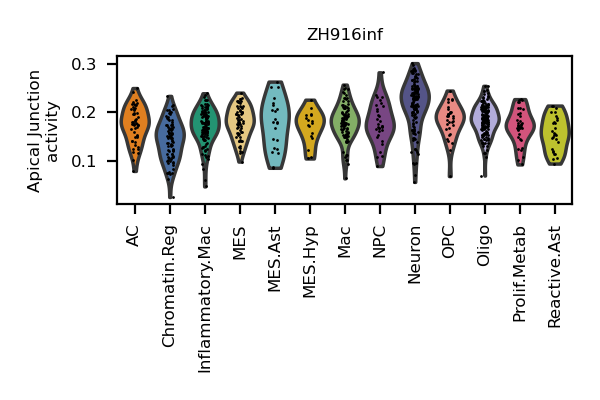 ZH916inf
Apical Junction
activity
0.3
0.2
0.1
AC
Chromatin.Reg
Inflammatory.Mac
MES
MES.Ast
MES.Hyp
Mac
NPC
Neuron
OPC
Oligo
Prolif.Metab
Reactive.Ast